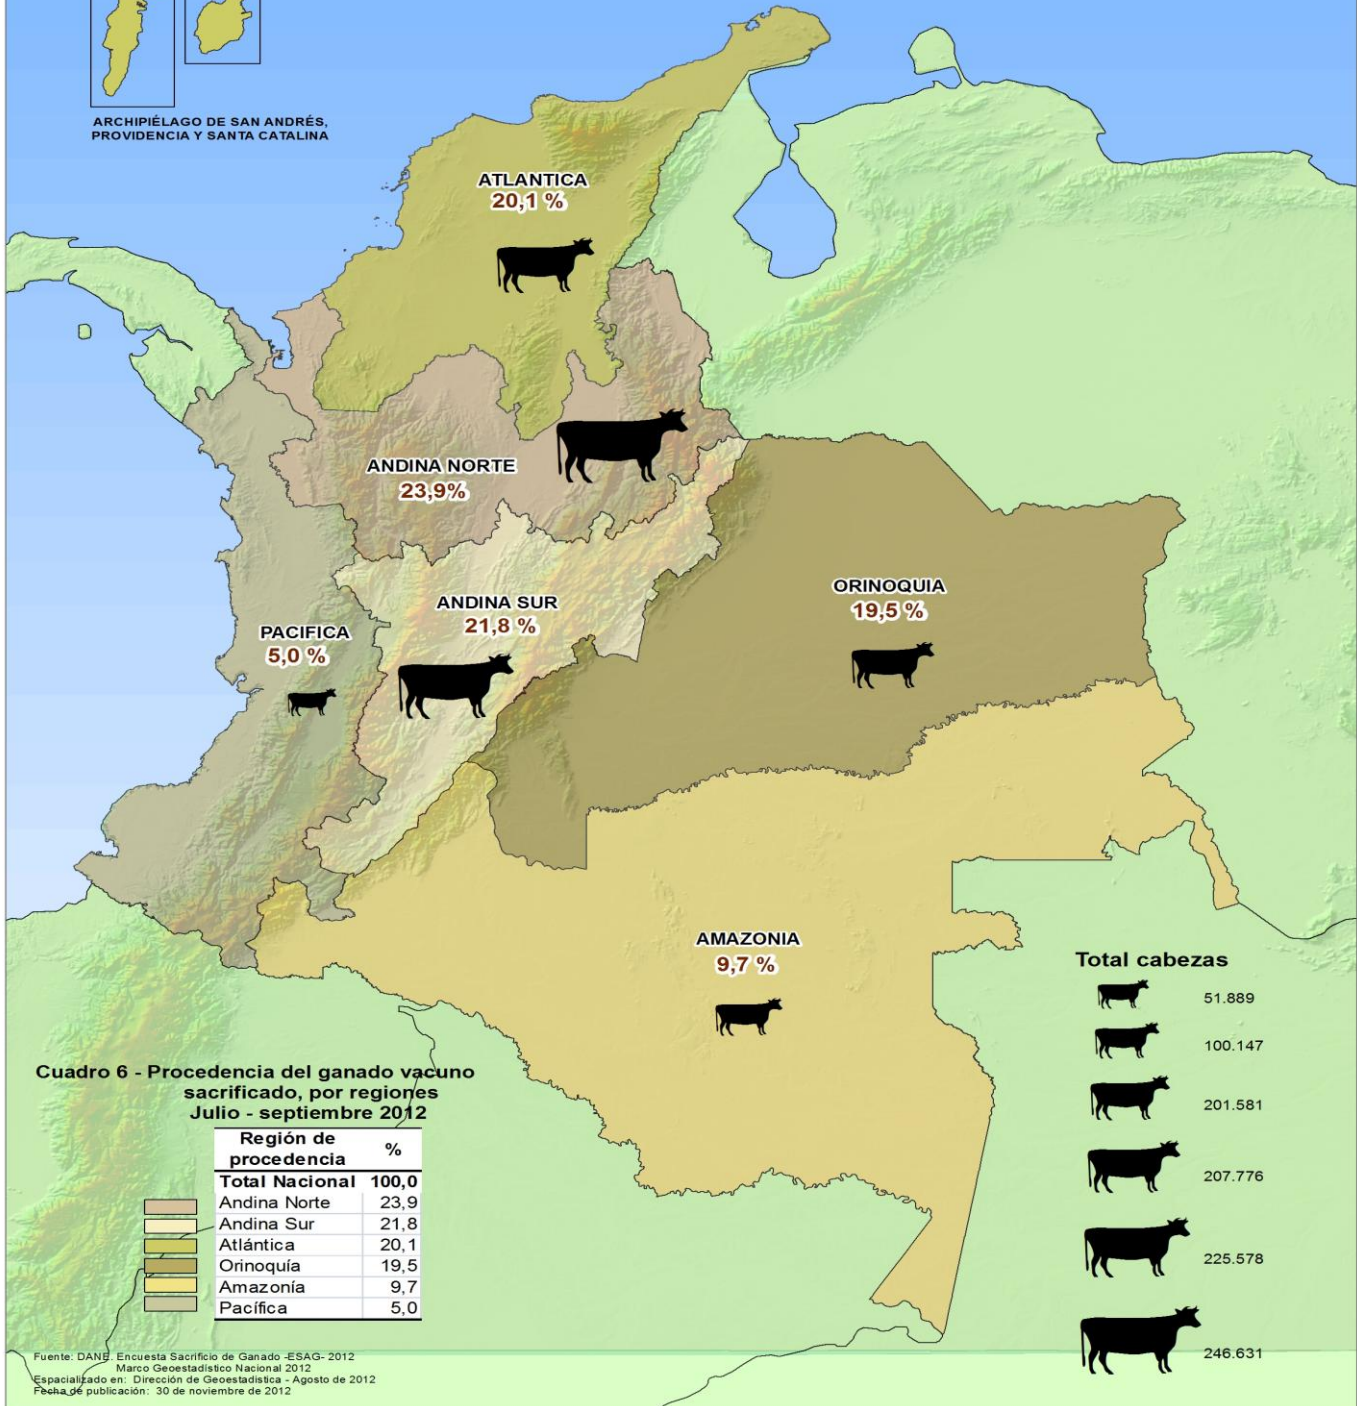 ARCHIPIÉLAGO DE SAN ANDRÉS,
PROVIDENCIA Y SANTA CATALINA
ATLANTICA
20,1 %
ANDINA NORTE
23,9%
ANDINA SUR
21,8 %
ORINOQUIA
19,5 %
PACIFICA
5,0 %
AMAZONIA
9,7 %
Total cabezas
51.889
100.147
201.581
207.776
225.578
246.631
Cuadro 6 - Procedencia del ganado vacuno
sacrificado, por regiones
Julio - septiembre 2012
Región de
procedencia %
Total Nacional 100,0
Andina Norte 23,9
Andina Sur 21,8
Atlántica 20,1
Orinoquía 19,5
Amazonía 9,7
Pacífica 5,0
Fuente: DANE. Encuesta Sacrificio de Ganado -ESAG- 2012
Marco Geoestadístico Nacional 2012
Espacializado en: Dirección de Geoestadistica - Agosto de 2012
Fecha de publicación: 30 de noviembre de 2012